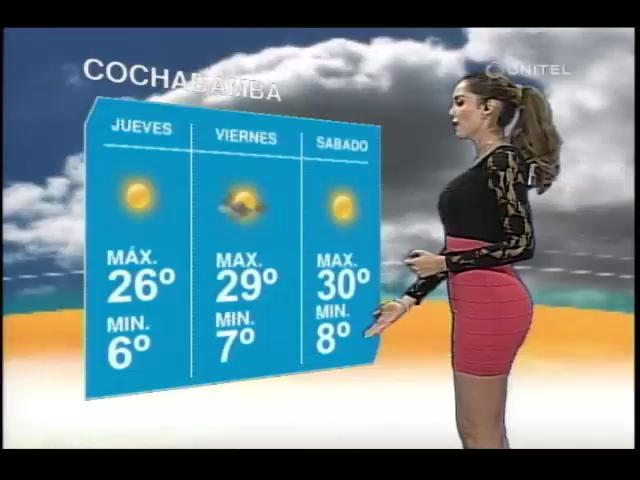 UNITEL
COCHABAMBA
JUEVES VIERNES SABADO
MÁX. MAX. MAX.
26º 29º 30º
MIN. MIN. MIN.
6º 7º 8º